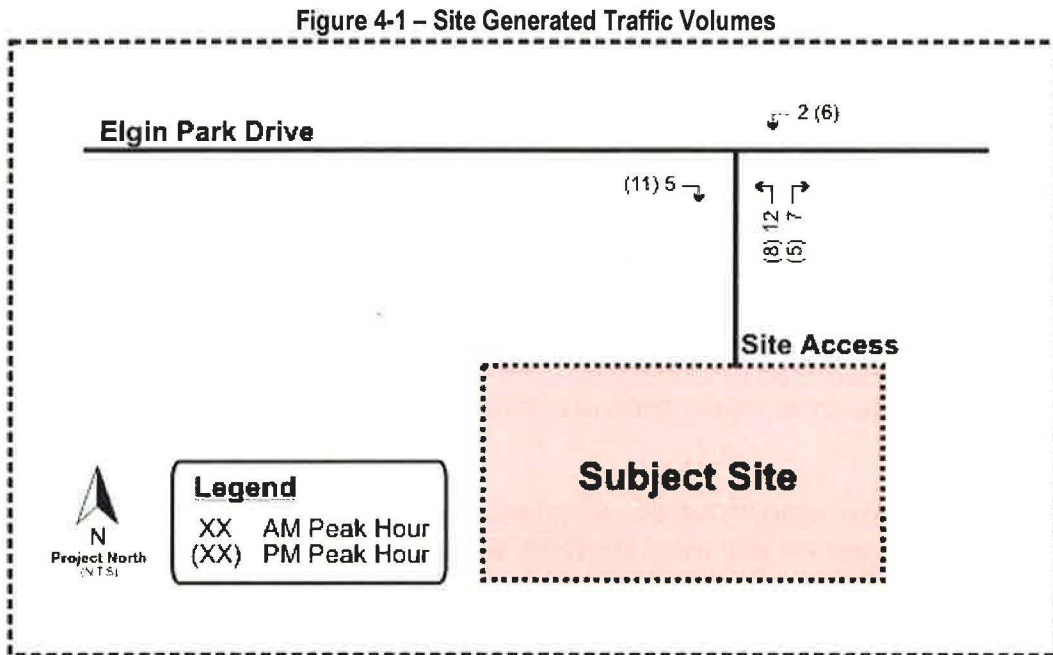 Figure 4-1 – Site Generated Traffic Volumes
Elgin Park Drive
2 (6)
(11) 5
(8) 12
(5) 7
Site Access
Subject Site
Legend
XX AM Peak Hour
(XX) PM Peak Hour
N
Project North
(N.T.S)